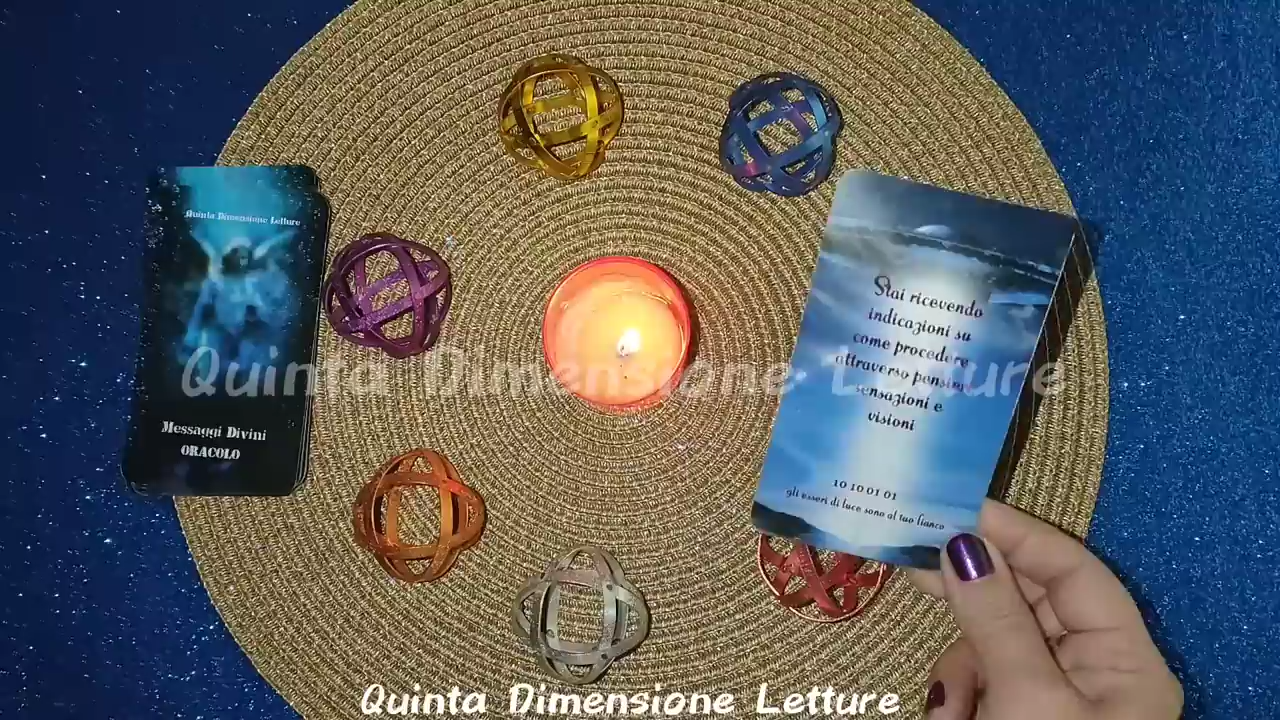 Quinta Dimensione Letture
Messaggi Divini
ORACOLO
Stai ricevendo
indicazioni su
come procedere
attraverso pensieri
sensazioni e
visioni
10 10 01 01
gli esseri di luce sono al tuo fianco
Quinta Dimensione Letture
Quinta Dimensione Letture